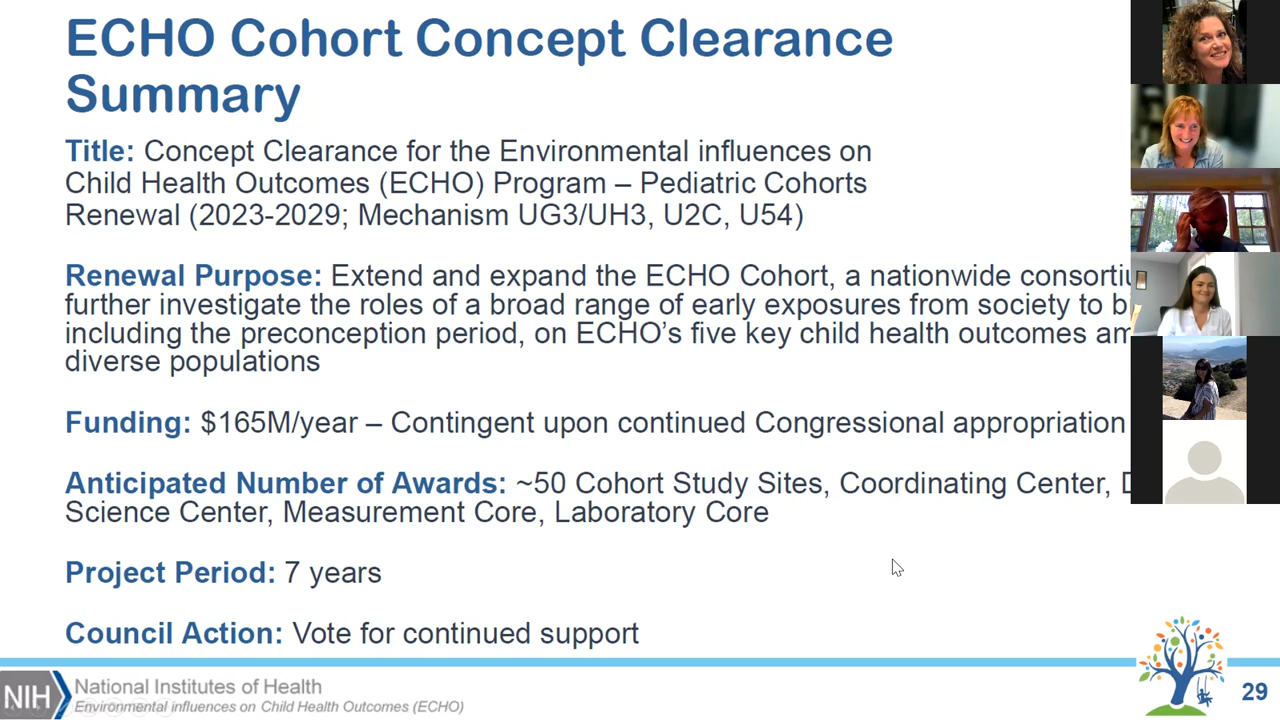 ECHO Cohort Concept Clearance
Summary
Title: Concept Clearance for the Environmental influences on
Child Health Outcomes (ECHO) Program – Pediatric Cohorts
Renewal (2023-2029; Mechanism UG3/UH3, U2C, U54)
Renewal Purpose: Extend and expand the ECHO Cohort, a nationwide
further investigate the roles of a broad range of early exposures from society to
including the preconception period, on ECHO's five key child health outcomes
diverse populations
Funding: $165M/year – Contingent upon continued Congressional appropriation
Anticipated Number of Awards: ~50 Cohort Study Sites, Coordinating Center,
Science Center, Measurement Core, Laboratory Core
Project Period: 7 years
Council Action: Vote for continued support
NIH
National Institutes of Health
Environmental influences on Child Health Outcomes (ECHO)
29